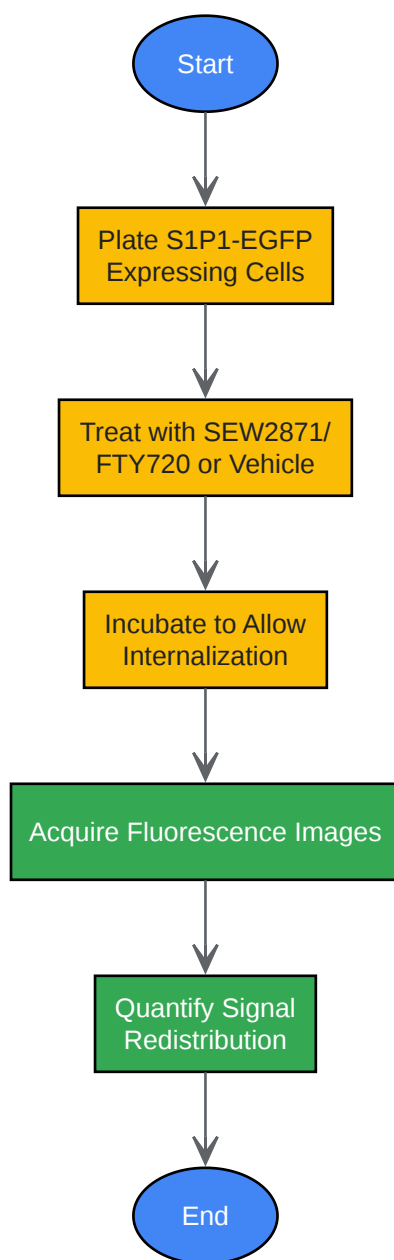 Start
Plate S1P1-EGFP
Expressing Cells
Treat with SEW2871/
FTY720 or Vehicle
Incubate to Allow
Internalization
Acquire Fluorescence Images
Quantify Signal
Redistribution
End